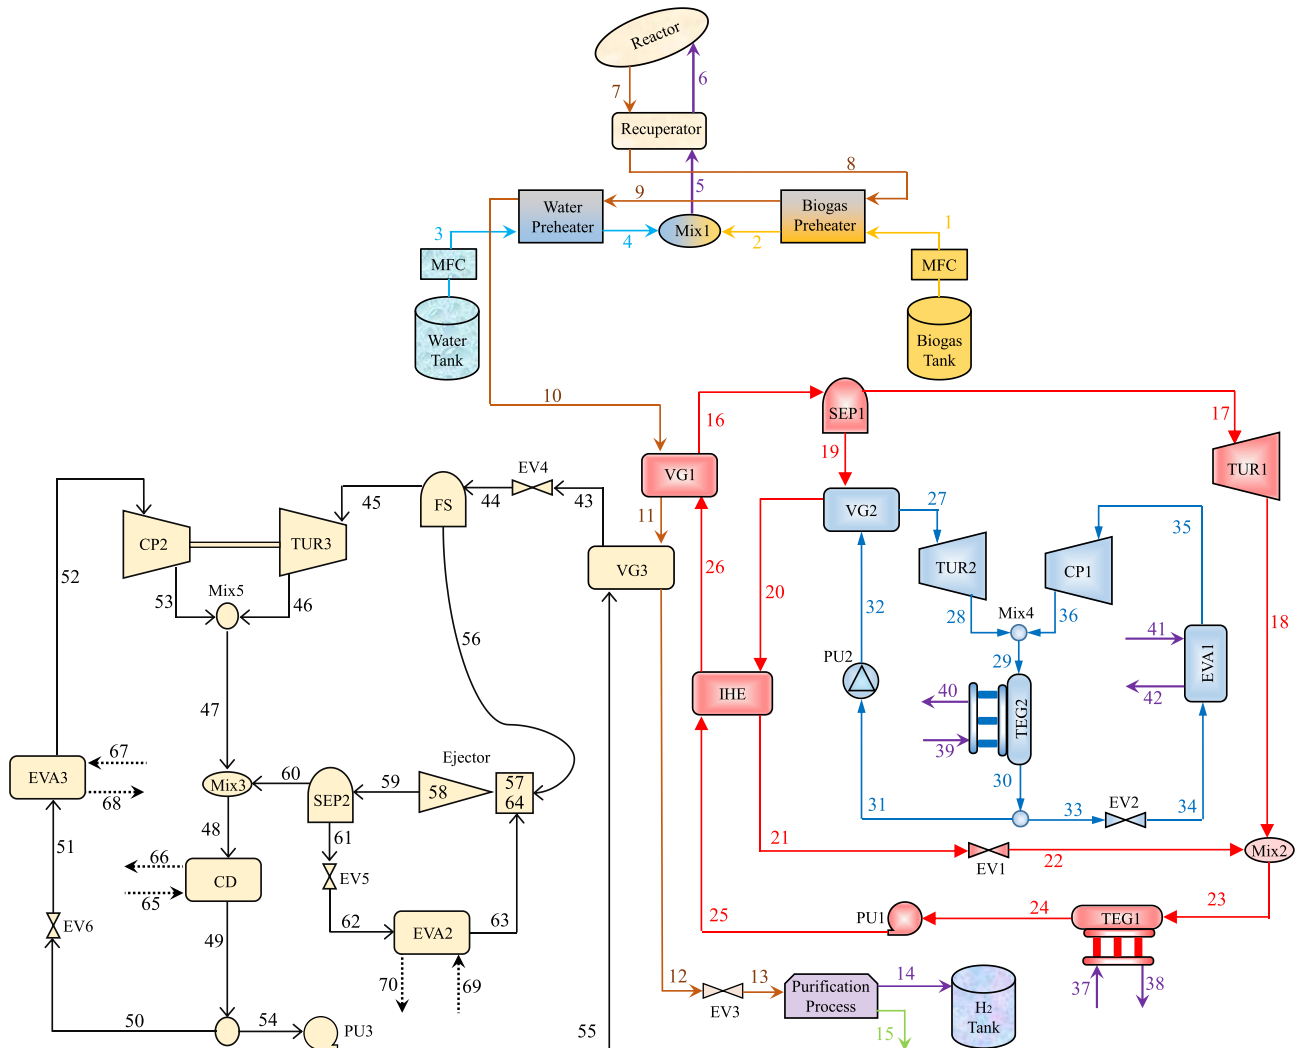 Reactor
7
6
Recuperator
8
5
9
Water
Preheater
Biogas
Preheater
Mix1
3
4
2
1
MFC
MFC
Water
Tank
Biogas
Tank
10
16
SEP1
17
19
TUR1
VG1
EV4
45
44
43
FS
27
VG2
11
35
CP2
TUR3
VG3
TUR2
CP1
52
26
20
Mix5
53
46
32
28
Mix4
36
18
56
41
29
EVA1
PU2
40
42
IHE
TEG2
47
39
67
Ejector
EVA3
60
59
57
30
Mix3
58
64
68
SEP2
EV2
31
33
34
61
48
21
51
22
Mix2
66
EV1
CD
EV5
65
25
PU1
24
TEG1
23
EV6
62
63
49
EVA2
12
13
Purification
Process
14
70
69
37
38
EV3
H2
Tank
50
54
PU3
55
15